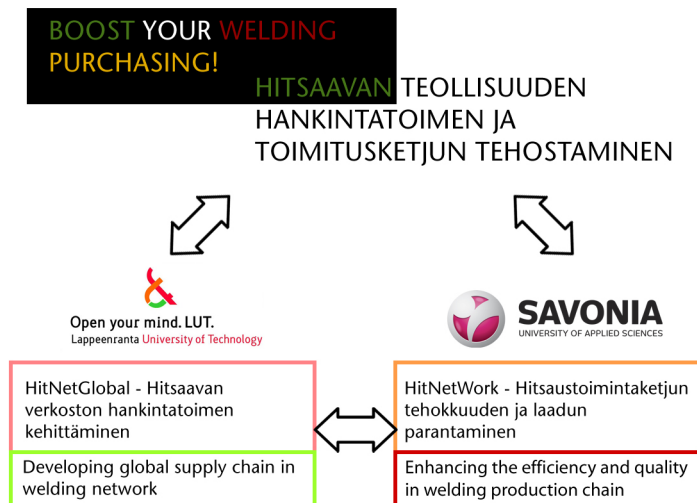 BOOST YOUR WELDING
PURCHASING!
HITSAAVAN TEOLLISUUDEN
HANKINTATOIMEN JA
TOIMITUSKETJUN TEHOSTAMINEN
Open your mind. LUT.
Lappeenranta University of Technology
SAVONIA
UNIVERSITY OF APPLIED SCIENCES
HitNetGlobal - Hitsaavan
verkoston hankintatoimen
kehittäminen
Developing global supply chain in
welding network
HitNetWork - Hitsaustoimintaketjun
tehokkuuden ja laadun
parantaminen
Enhancing the efficiency and quality
in welding production chain